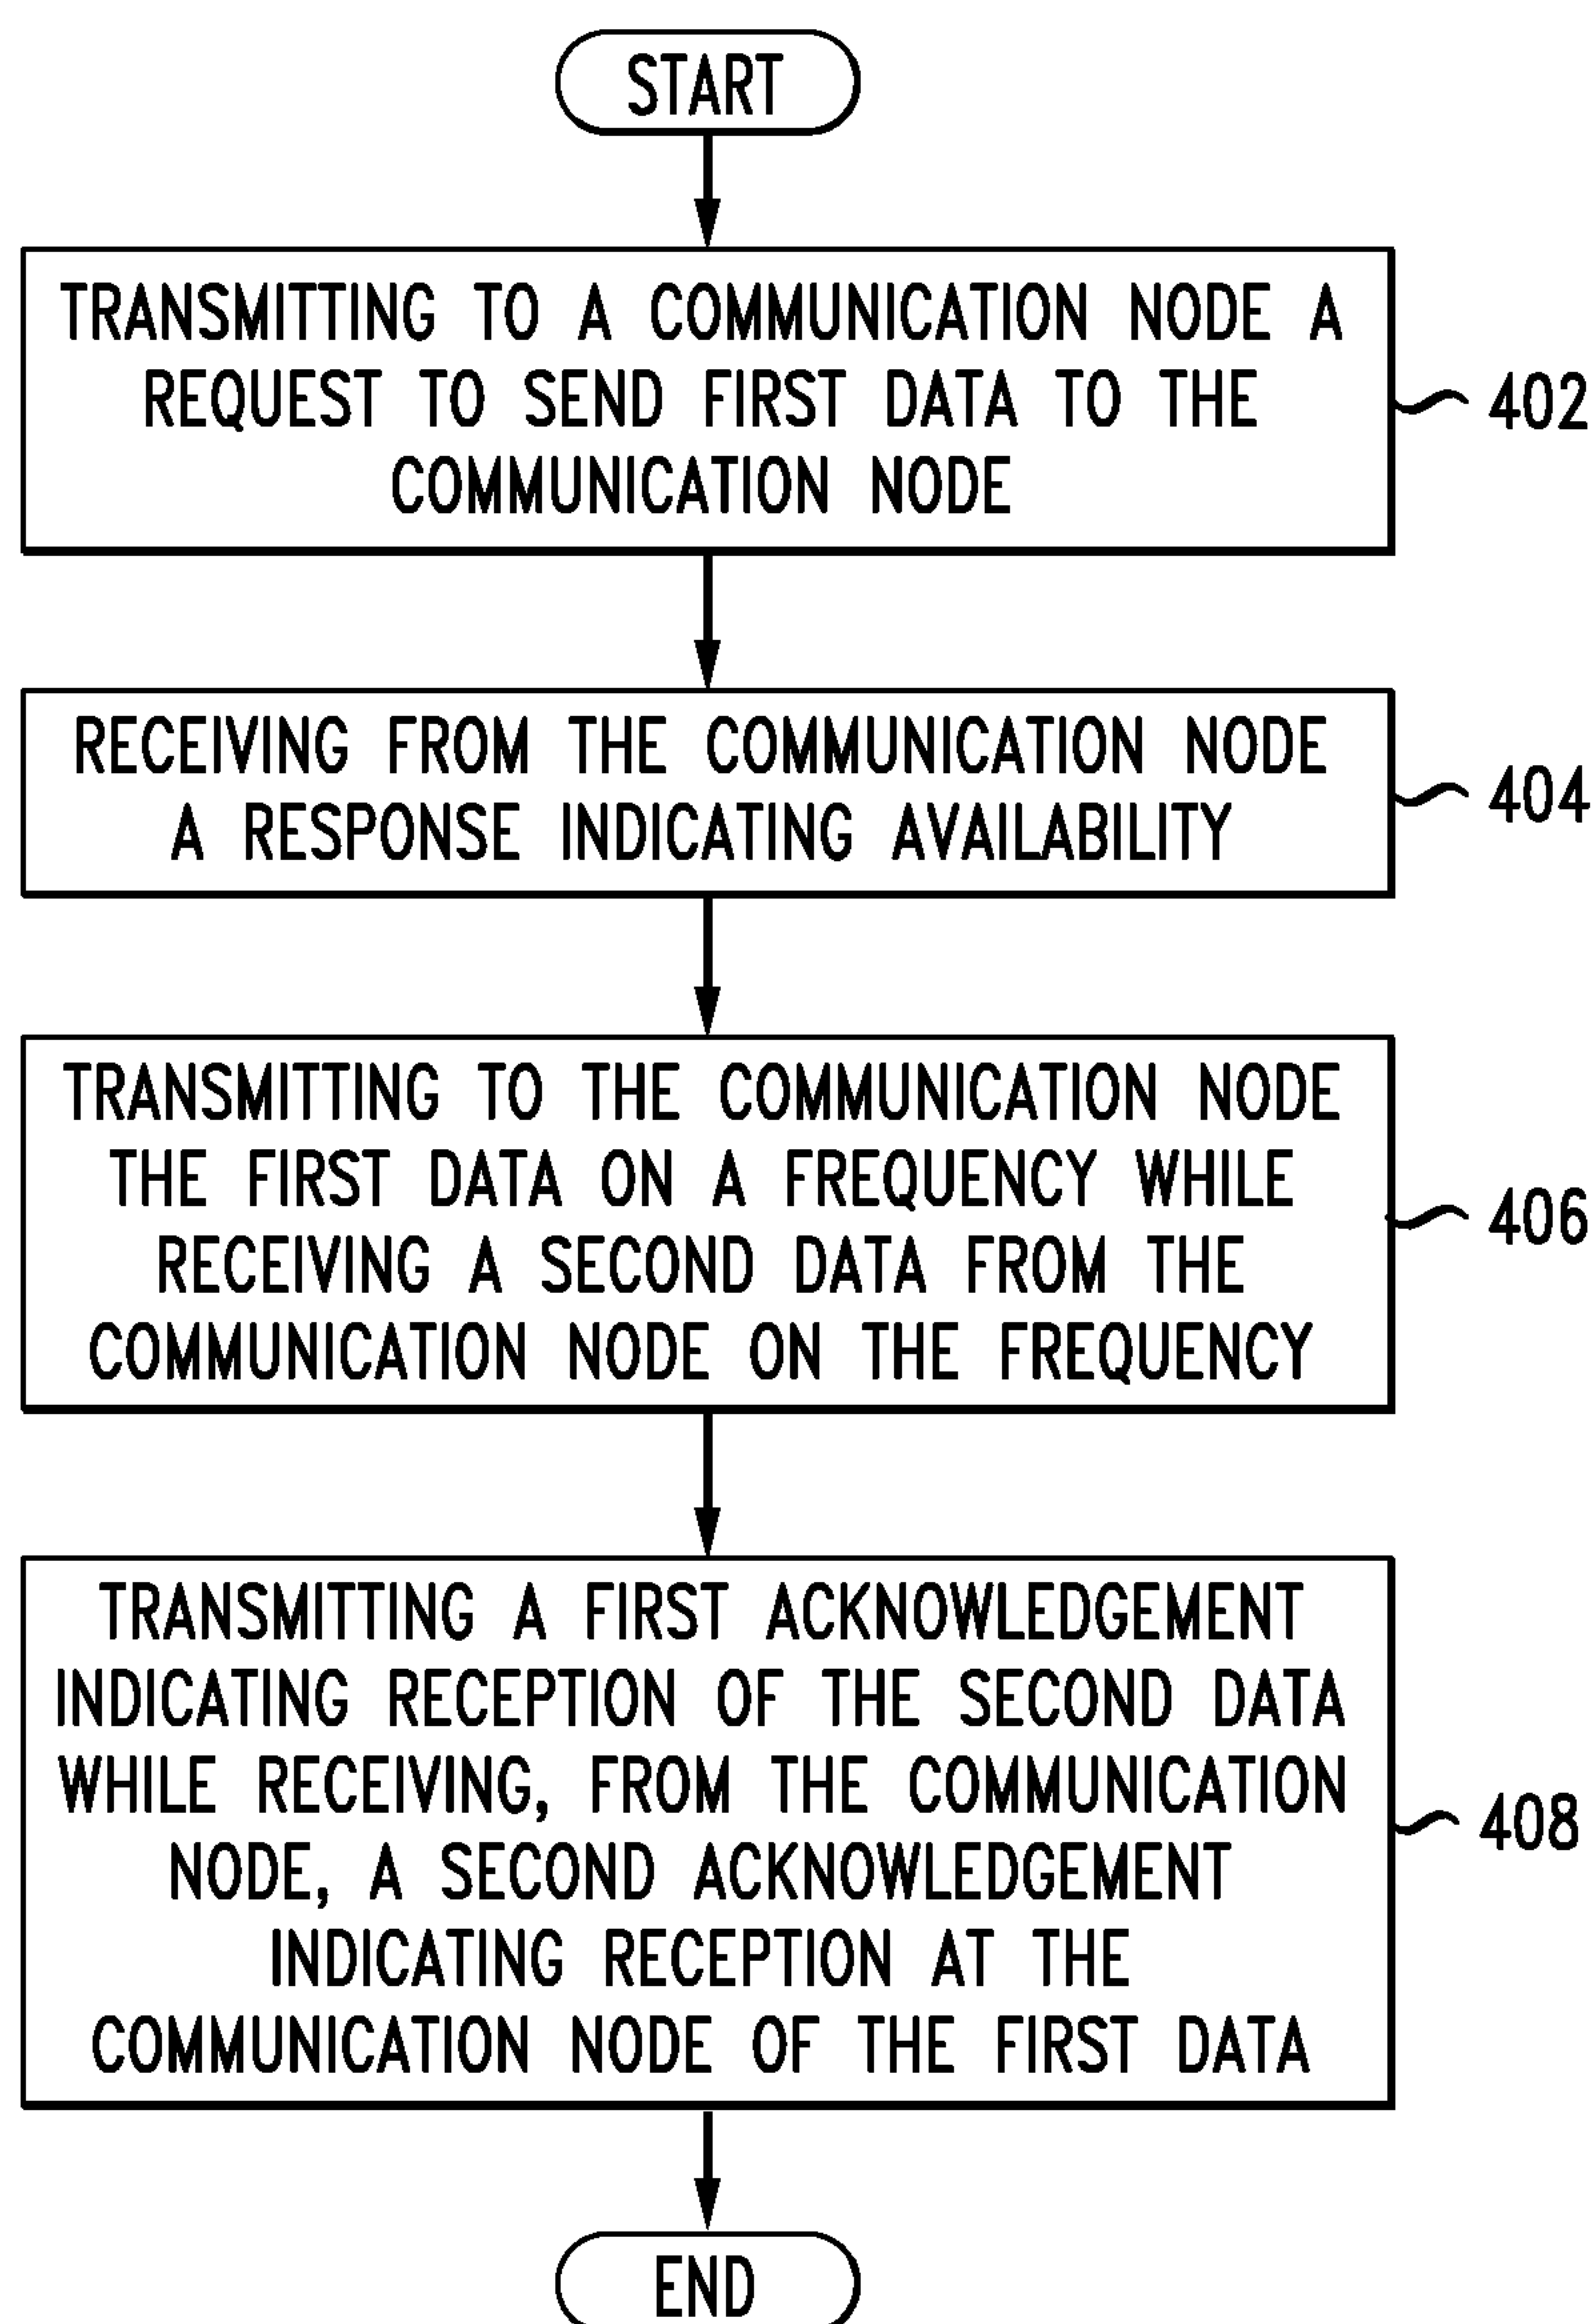 START
TRANSMITTING TO A COMMUNICATION NODE A
REQUEST TO SEND FIRST DATA TO THE
COMMUNICATION NODE
402
RECEIVING FROM THE COMMUNICATION NODE
A RESPONSE INDICATING AVAILABILITY
404
TRANSMITTING TO THE COMMUNICATION NODE
THE FIRST DATA ON A FREQUENCY WHILE
RECEIVING A SECOND DATA FROM THE
COMMUNICATION NODE ON THE FREQUENCY
406
TRANSMITTING A FIRST ACKNOWLEDGEMENT
INDICATING RECEPTION OF THE SECOND DATA
WHILE RECEIVING, FROM THE COMMUNICATION
NODE, A SECOND ACKNOWLEDGEMENT
INDICATING RECEPTION AT THE
COMMUNICATION NODE OF THE FIRST DATA
408
END